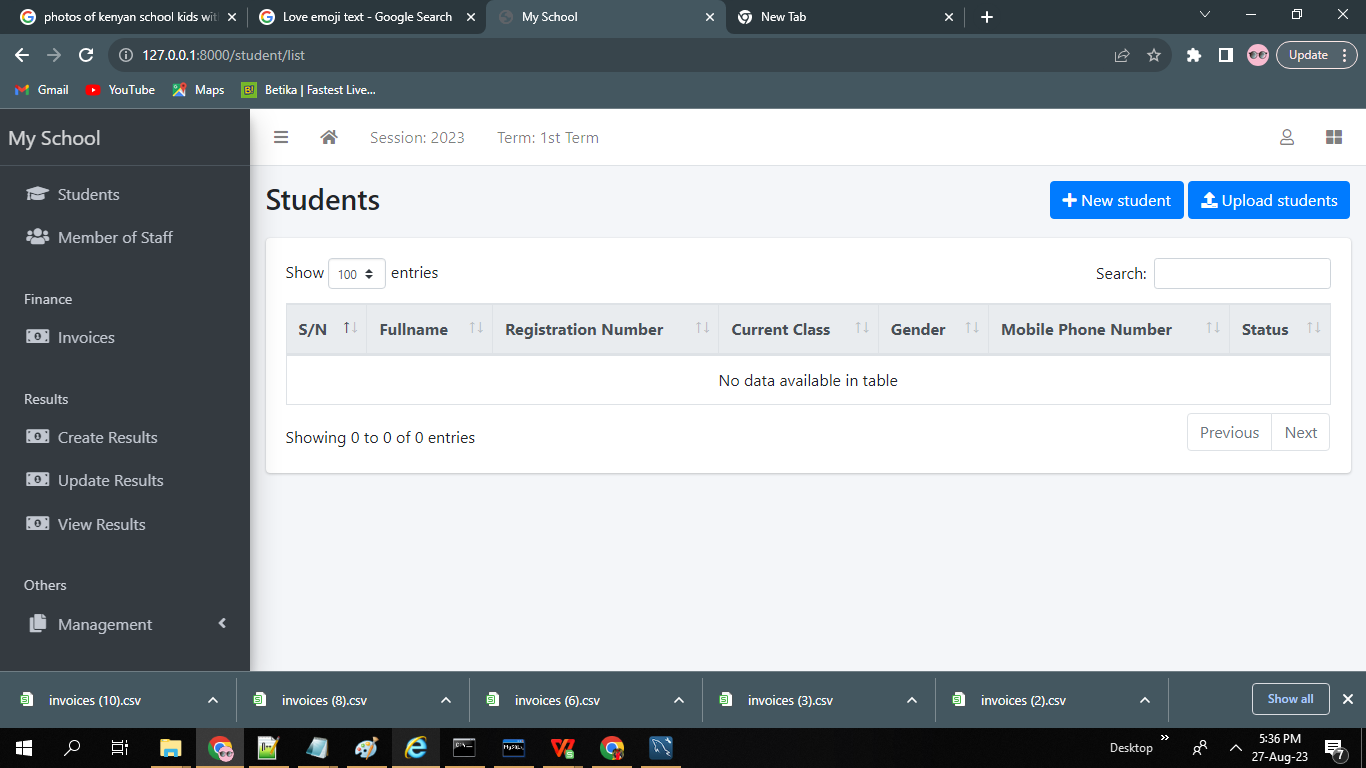 photos of kenyan school kids wit
Love emoji text - Google Search
My School
New Tab
127.0.0.1:8000/student/list
Update
Gmail
YouTube
Maps
Betika | Fastest Live...
My School
Session: 2023
Term: 1st Term
Students
Member of Staff
Finance
Invoices
Results
Create Results
Update Results
View Results
Others
Management
Students
New student
Upload students
Show 100 entries
Search:
S/N Fullname Registration Number Current Class Gender Mobile Phone Number Status
No data available in table
Showing 0 to 0 of 0 entries
Previous Next
invoices (10).csv
invoices (8).csv
invoices (6).csv
invoices (3).csv
invoices (2).csv
Show all
Desktop
5:36 PM
27-Aug-23
7